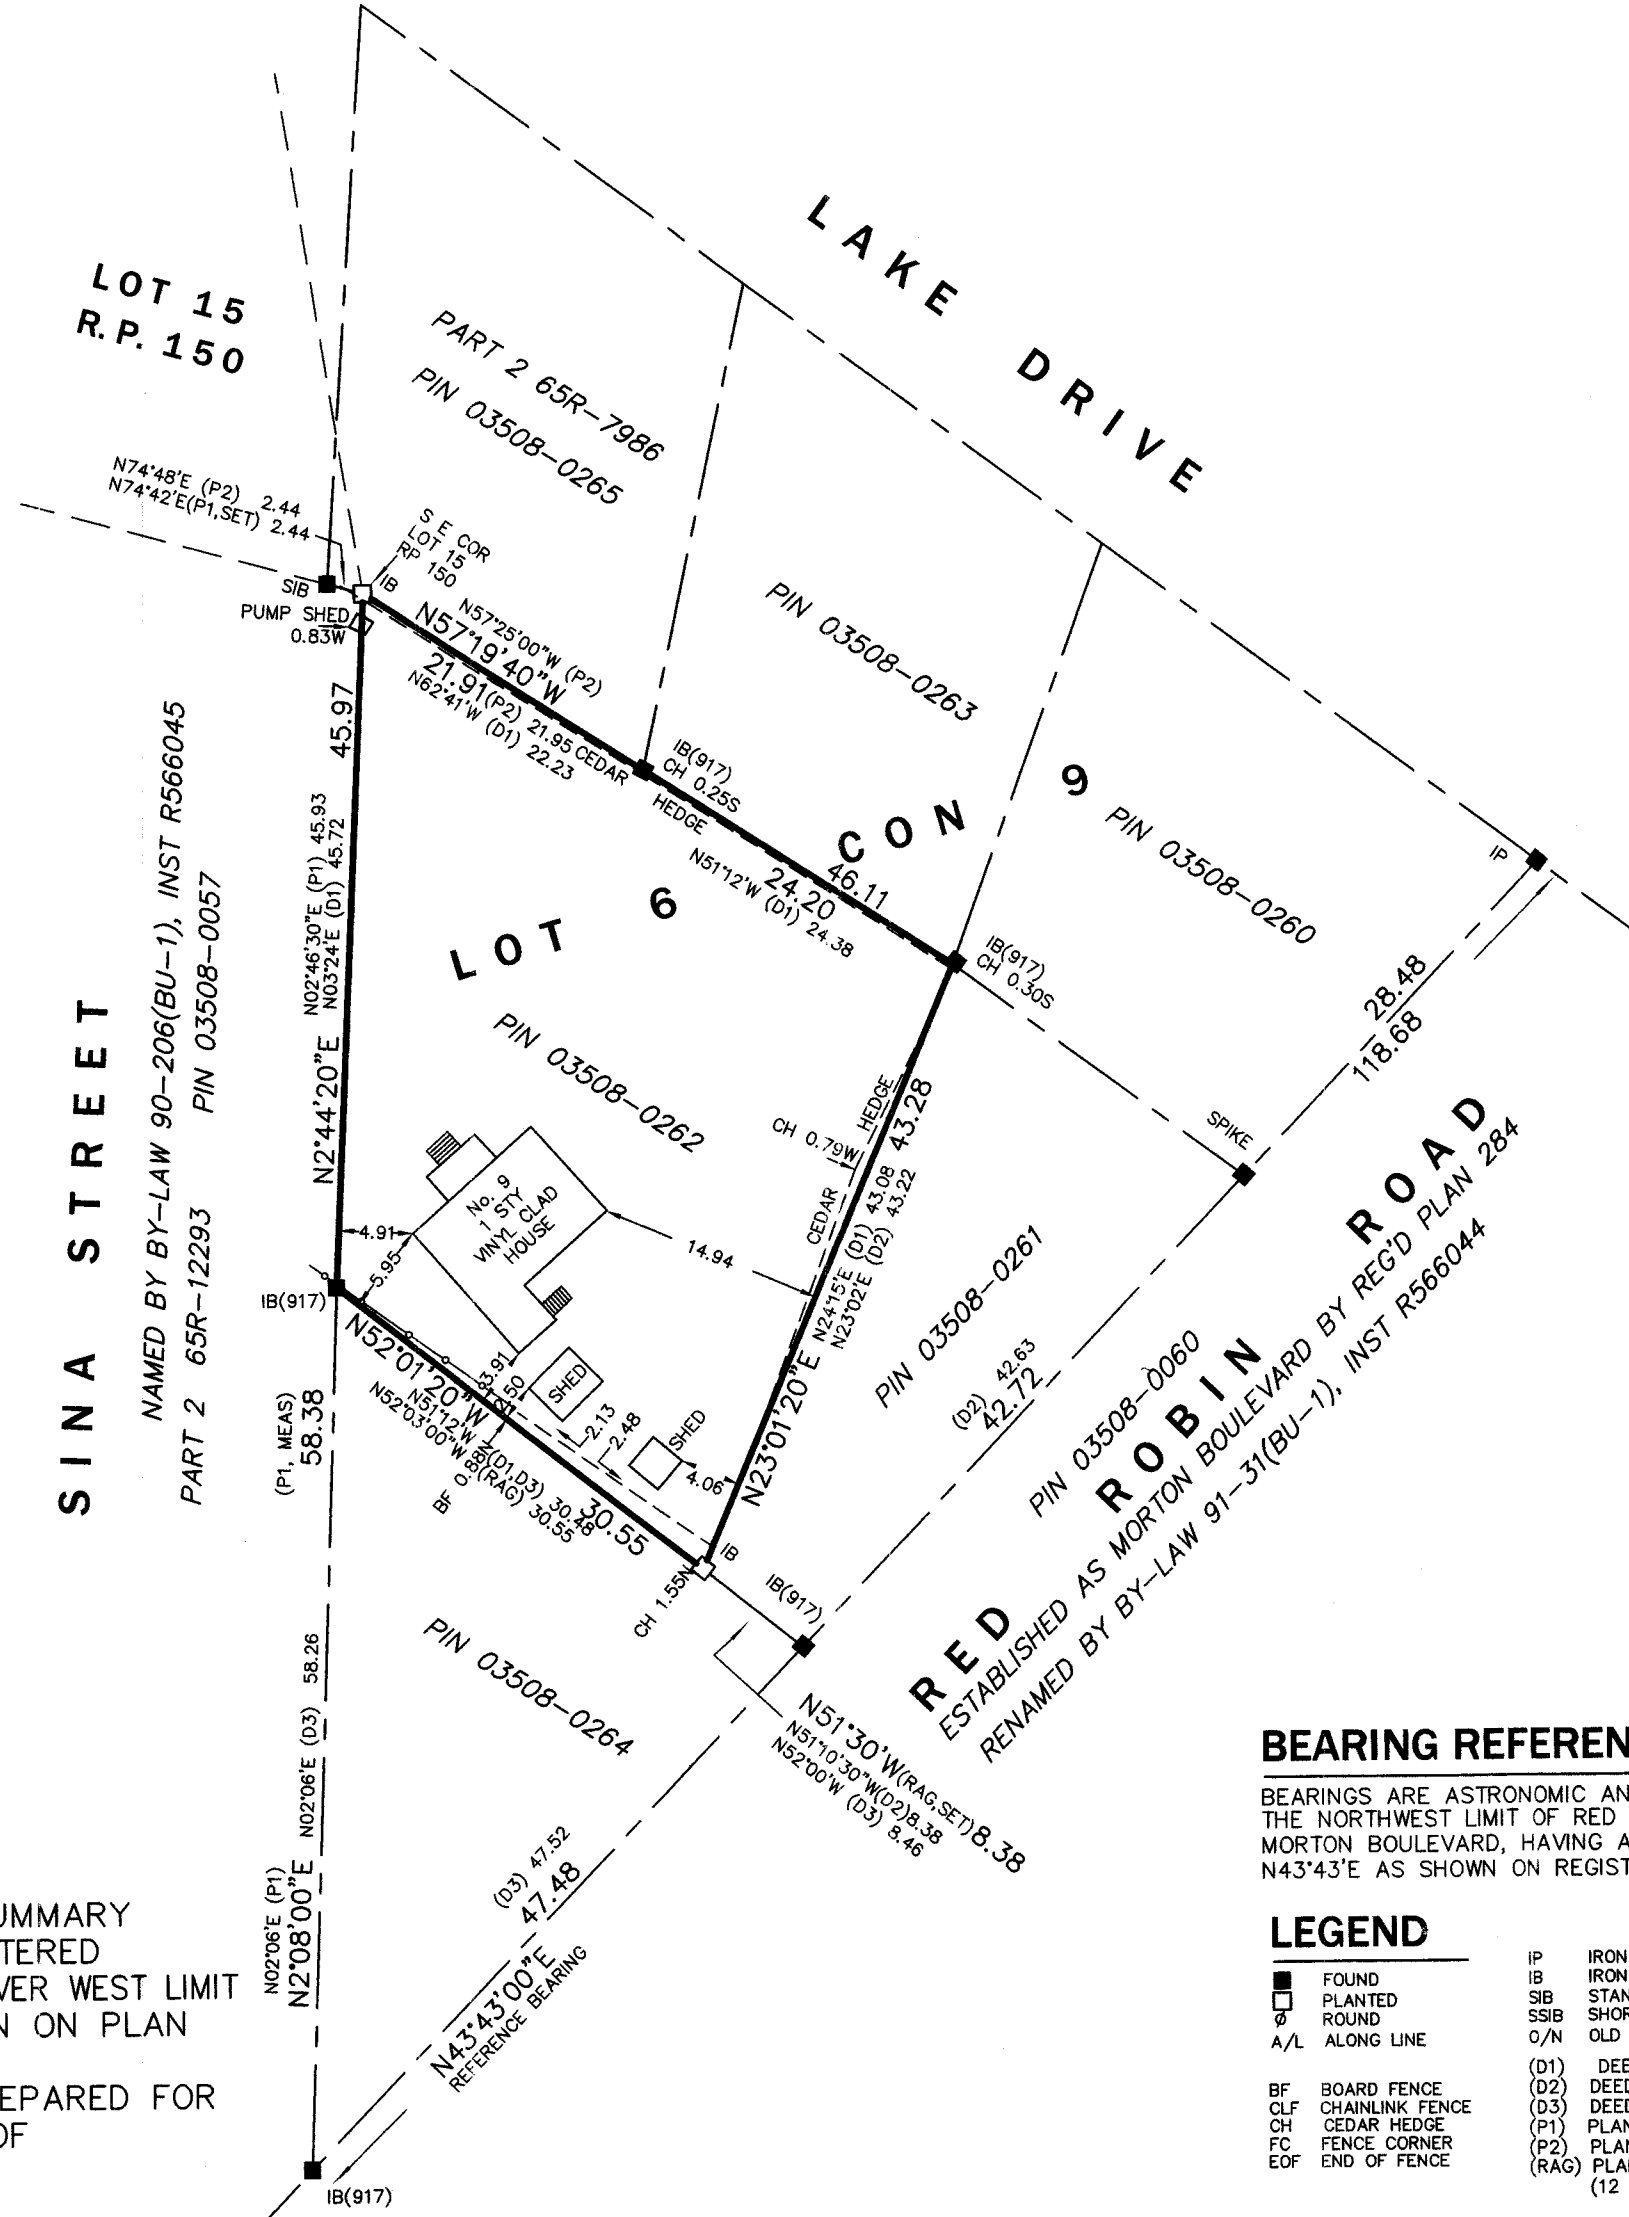 LAKE DRIVE
LOT 15
R.P. 150
PART 2 65R-7986
PIN 03508-0265
N74°48'E (P2) 2.44
N74°42'E(P1,SET) 2.44
S E COR
LOT 15
RP 150
SIB
IB
PUMP SHED
0.83W
N57°25'00"W (P2)
N57°19'40"W
21.91(P2) 21.95 CEDAR
N62°41'W (D1) 22.23
HEDGE
IB(917)
CH 0.25S
PIN 03508-0263
CON 9
LOT 6
46.11
24.20
N51°12'W (D1) 24.38
PIN 03508-0260
IP
IB(917)
CH 0.30S
28.48
118.68
SPIKE
45.97
N02°46'30"E (P1) 45.93
N03°24'E (D1) 45.72
N2°44'20"E
SINA STREET
NAMED BY BY-LAW 90-206(BU-1), INST R566045
PART 2 65R-12293 PIN 03508-0057
PIN 03508-0262
No. 9
1 STY
VINYL CLAD
HOUSE
4.91
5.95
14.94
CH 0.79W
CEDAR
HEDGE
43.28
N24°15'E (D1) 43.08
N23°02'E (D2) 43.22
N23°01'20"E
PIN 03508-0261
IB(917)
N52°01'20"W
30.55
N51°12'W (D1,D3) 30.48
N52°03'00"W (RAG) 30.55
3.91
2.50
SHED
2.13
2.48
SHED
4.06
BF 0.88N
IB
CH 1.55N
IB(917)
(D2) 42.63
42.72
PIN 03508-0060
RED ROBIN ROAD
ESTABLISHED AS MORTON BOULEVARD BY REG'D PLAN 284
RENAMED BY BY-LAW 91-31(BU-1), INST R566044
(P1, MEAS)
58.38
N02°06'E (D3) 58.26
N02°06'E (P1)
N2°08'00"E
PIN 03508-0264
N51°30'W(RAG,SET)8.38
N51°10'30"W(D2)8.38
N52°00'W (D3) 8.46
(D3) 47.52
47.48
N43°43'00"E
REFERENCE BEARING
IB(917)
UMMARY
TERED
VER WEST LIMIT
N ON PLAN
EPARED FOR
OF
BEARING REFEREN
BEARINGS ARE ASTRONOMIC AN
THE NORTHWEST LIMIT OF RED
MORTON BOULEVARD, HAVING A
N43°43'E AS SHOWN ON REGIST
LEGEND
FOUND
PLANTED
ROUND
A/L ALONG LINE
BF BOARD FENCE
CLF CHAINLINK FENCE
CH CEDAR HEDGE
FC FENCE CORNER
EOF END OF FENCE
IP IRON
IB IRON
SIB STAN
SSIB SHOR
O/N OLD
(D1) DEE
(D2) DEED
(D3) DEED
(P1) PLAN
(P2) PLAN
(RAG) PLAN
(12